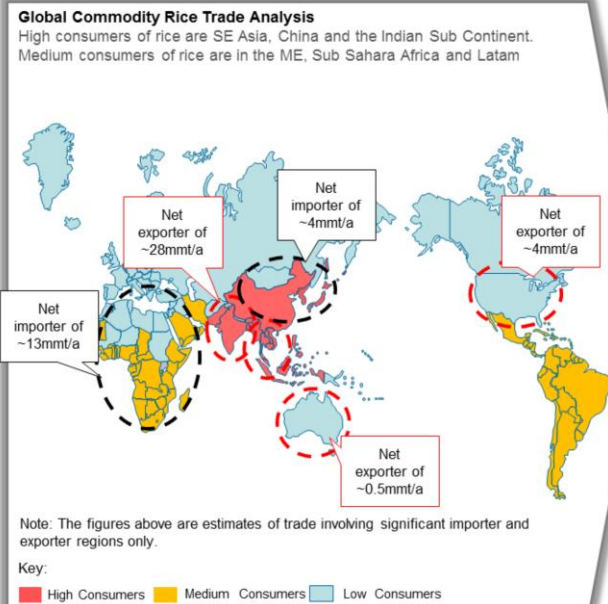 Global Commodity Rice Trade Analysis
High consumers of rice are SE Asia, China and the Indian Sub Continent.
Medium consumers of rice are in the ME, Sub Sahara Africa and Latam
Net
importer of
~4mmt/a
Net
exporter of
~28mmt/a
Net
exporter of
~4mmt/a
Net
importer of
~13mmt/a
Net
exporter of
~0.5mmt/a
Note: The figures above are estimates of trade involving significant importer and
exporter regions only.
Key:
High Consumers Medium Consumers Low Consumers